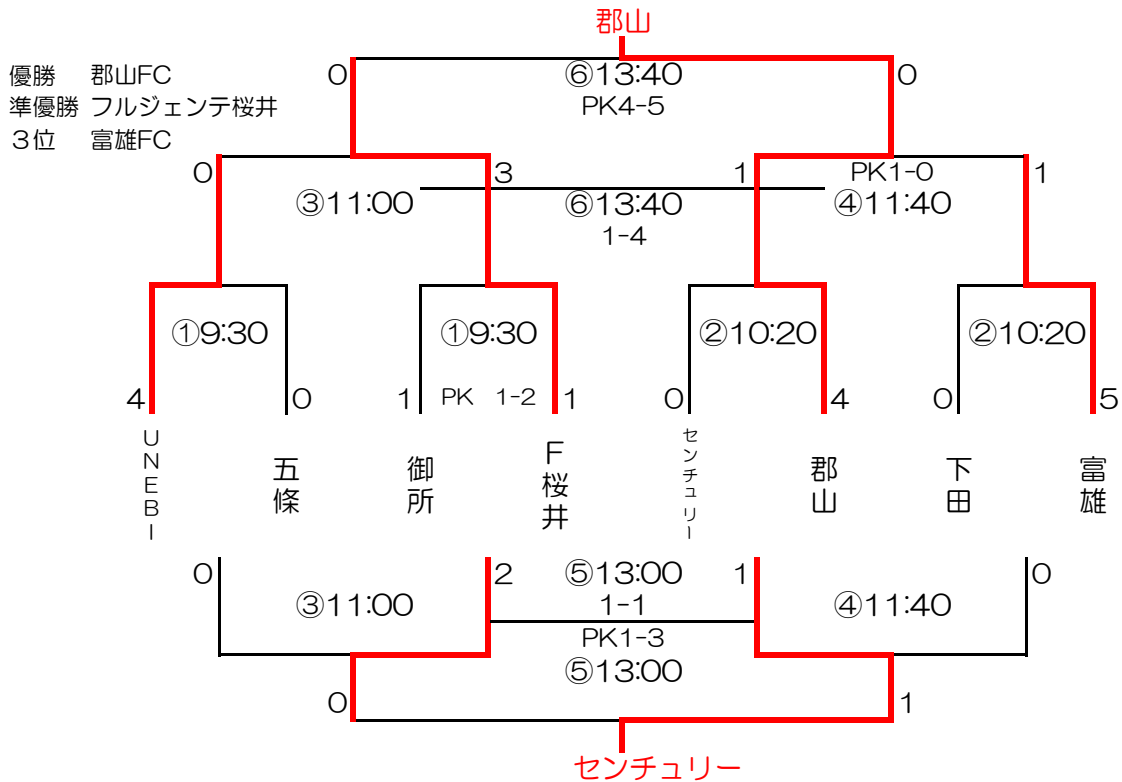 郡山
優勝 郡山FC
準優勝 フルジェンテ桜井
3位 富雄FC
0 ⑥13:40 0
PK4-5
0 3 1 PK1-0 1
③11:00 ⑥13:40 ④11:40
1-4
①9:30 ①9:30 ②10:20 ②10:20
4 0 1 PK 1-2 1 0 4 0 5
UNEBI
五條
御所
F桜井
センチュリー
郡山
下田
富雄
0 2 ⑤13:00 1 0
③11:00 1-1 ④11:40
PK1-3
⑤13:00
0 1
センチュリー